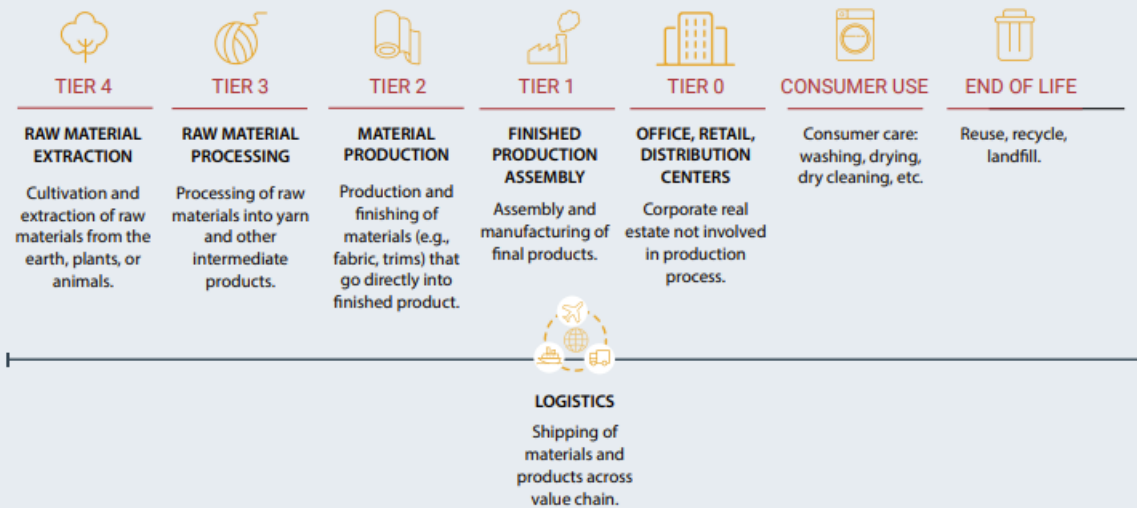 TIER 4
RAW MATERIAL
EXTRACTION
Cultivation and
extraction of raw
materials from the
earth, plants, or
animals.
TIER 3
RAW MATERIAL
PROCESSING
Processing of raw
materials into yarn
and other
intermediate
products.
TIER 2
MATERIAL
PRODUCTION
Production and
finishing of
materials (e.g.,
fabric, trims) that
go directly into
finished product.
TIER 1
FINISHED
PRODUCTION
ASSEMBLY
Assembly and
manufacturing of
final products.
TIER 0
OFFICE, RETAIL,
DISTRIBUTION
CENTERS
Corporate real
estate not involved
in production
process.
CONSUMER USE
Consumer care:
washing, drying,
dry cleaning, etc.
END OF LIFE
Reuse, recycle,
landfill.
LOGISTICS
Shipping of
materials and
products across
value chain.